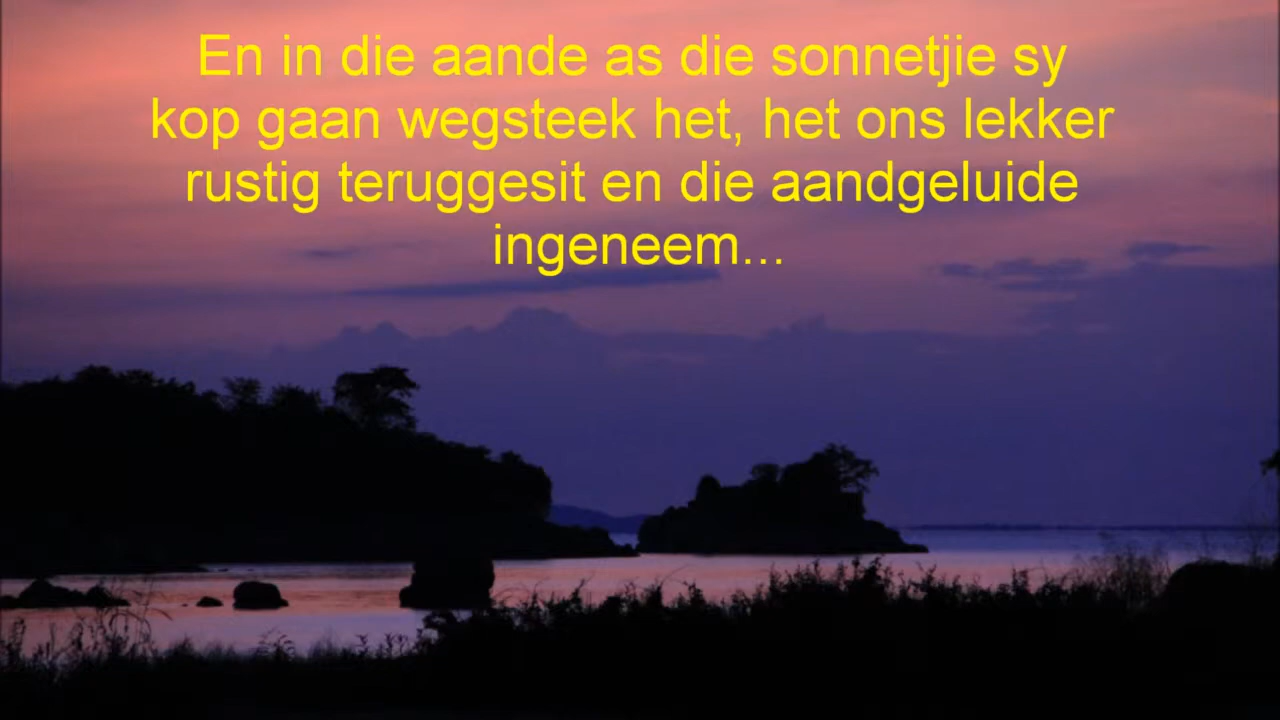 En in die aande as die sonnetjie sy
kop gaan wegsteek het, het ons lekker
rustig teruggesit en die aandgeluide
ingeneem...